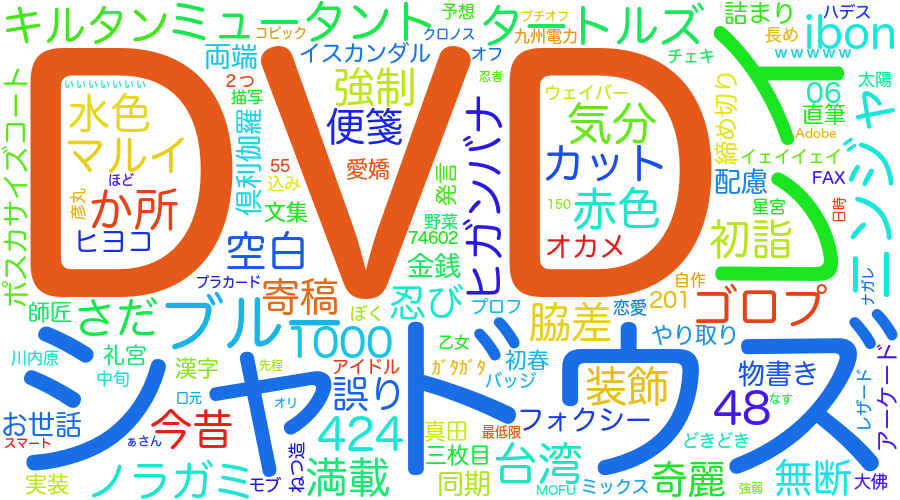 キルタン
ミュータント
タートルズ
予想
コピック
クロノス
プチオフ
九州電力
詰まり
長め
ibon
ハデス
両端
イスカンダル
オフ
チェキ
ｗｗｗｗｗ
２つ
忍者
描写
強制
ウェイバー
06
太陽
直筆
いいいいいいい
DVD
水色
マルイ
便箋
気分
締め切り
Adobe
レイ
ニンジャ
ポスカサイズコート
倶利伽羅
カット
イェイイェイ
ほど
55
込み
愛嬌
発言
ヒガンバナ
配慮
FAX
か所
彦丸
文集
赤色
星宮
日時
150
野菜
74602
ヒヨコ
空白
オカメ
初詣
金銭
プラカード
寄稿
自作
ナガレ
師匠
さだ
ブルー
ぼく
忍び
プロフ
恋愛
201
ゴロプ
1000
脇差
やり取り
川内原
礼宮
乙女
中旬
漢字
先程
アイドル
ガタガタ
初春
バッジ
シャドウズ
物書き
口元
オリ
誤り
装飾
レザード
アーケード
なす
48
お世話
スマート
ぁさん
今昔
424
真田
最低限
フォクシー
どきどき
三枚目
実装
ノラガミ
モブ
ねつ造
満載
同期
台湾
MOFU
ミックス
奇麗
強弱
無断
大佛